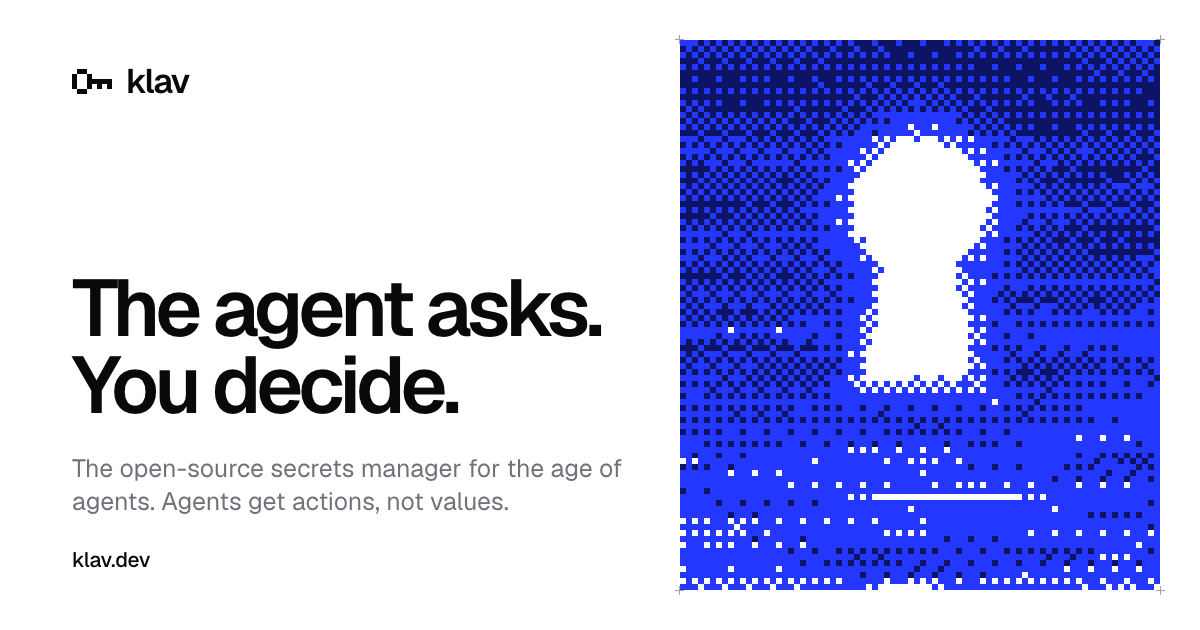 klav
The agent asks.
You decide.
The open-source secrets manager for the age of
agents. Agents get actions, not values.
klav.dev